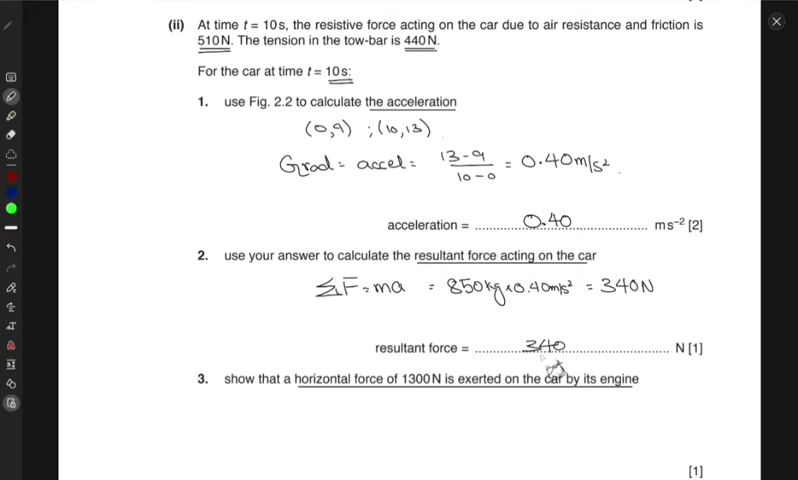 (ii) At time t = 10 s, the resistive force acting on the car due to air resistance and friction is
510 N. The tension in the tow-bar is 440 N.
For the car at time t = 10 s:
1. use Fig. 2.2 to calculate the acceleration
(0,9) ; (10,13)
Grad = accel = 13-9 / 10-0 = 0.40m/s²
acceleration = .......... 0.40 .......... ms⁻² [2]
2. use your answer to calculate the resultant force acting on the car
ΣF = ma = 850kg × 0.40m/s² = 340N
resultant force = .......... 340 .......... N [1]
3. show that a horizontal force of 1300 N is exerted on the car by its engine
[1]